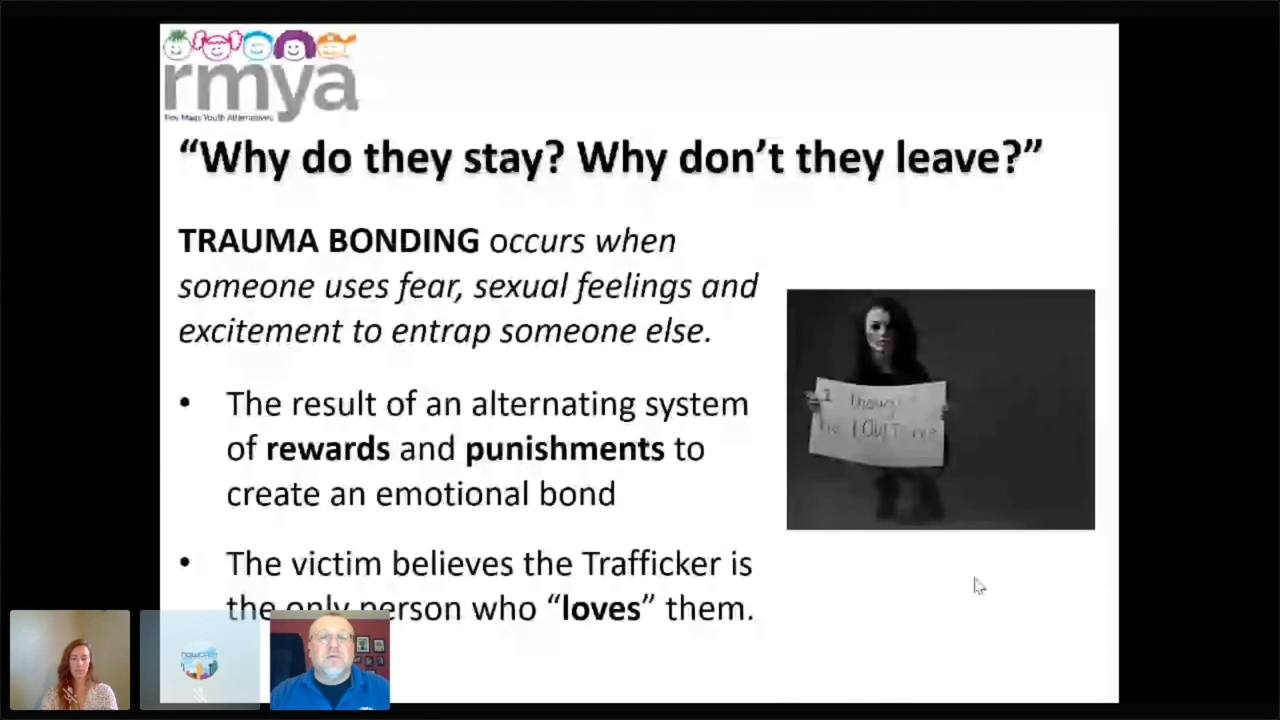 rmya
Rev Maag Youth Alternatives
“Why do they stay? Why don’t they leave?”
TRAUMA BONDING occurs when
someone uses fear, sexual feelings and
excitement to entrap someone else.
• The result of an alternating system
of rewards and punishments to
create an emotional bond
• The victim believes the Trafficker is
the only person who “loves” them.
I thoug